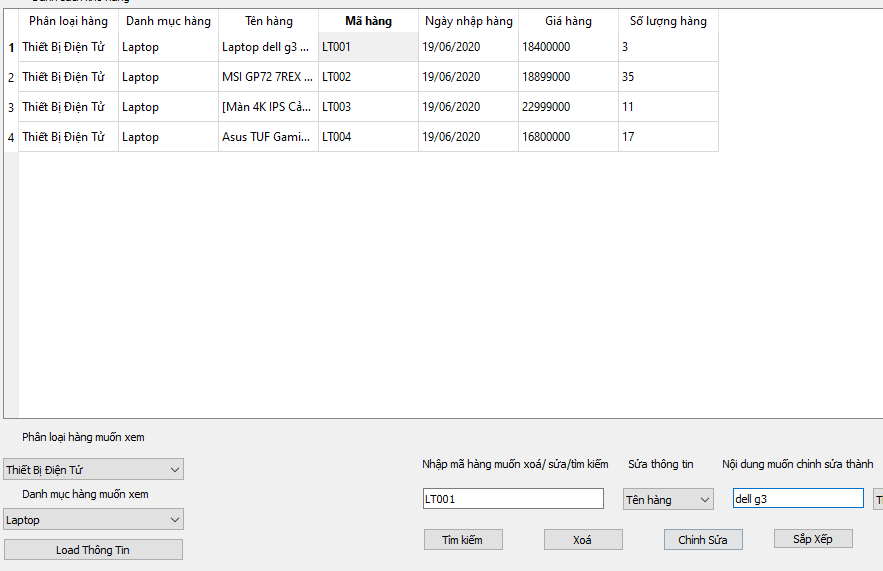 Danh sách kho hàng
Phân loại hàng Danh mục hàng Tên hàng Mã hàng Ngày nhập hàng Giá hàng Số lượng hàng
1 Thiết Bị Điện Tử Laptop Laptop dell g3 ... LT001 19/06/2020 18400000 3
2 Thiết Bị Điện Tử Laptop MSI GP72 7REX ... LT002 19/06/2020 18899000 35
3 Thiết Bị Điện Tử Laptop [Màn 4K IPS Cả... LT003 19/06/2020 22999000 11
4 Thiết Bị Điện Tử Laptop Asus TUF Gami... LT004 19/06/2020 16800000 17
Phân loại hàng muốn xem
Thiết Bị Điện Tử
Danh mục hàng muốn xem
Laptop
Load Thông Tin
Nhập mã hàng muốn xoá/ sửa/tìm kiếm Sửa thông tin Nội dung muốn chỉnh sửa thành
LT001 Tên hàng dell g3
Tìm kiếm Xoá Chỉnh Sửa Sắp Xếp